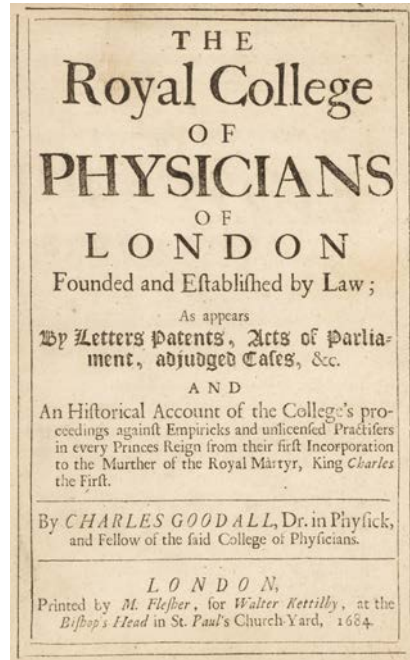 THE
Royal College
OF
PHYSICIANS
OF
LONDON
Founded and Eſtabliſhed by Law;
As appears
By Letters Patents, Acts of Parlia-
ment, adjudged Caſes, &c.
AND
An Hiſtorical Account of the College's pro-
ceedings againſt Empiricks and unlicenſed Practiſers
in every Princes Reign from their firſt Incorporation
to the Murther of the Royal Martyr, King Charles
the Firſt.
By CHARLES GOODALL, Dr. in Phyſick,
and Fellow of the ſaid College of Phyſicians.
LONDON,
Printed by M. Fleſher, for Walter Kettilby, at the
Biſhop's Head in St. Paul's Church-Yard, 1684.